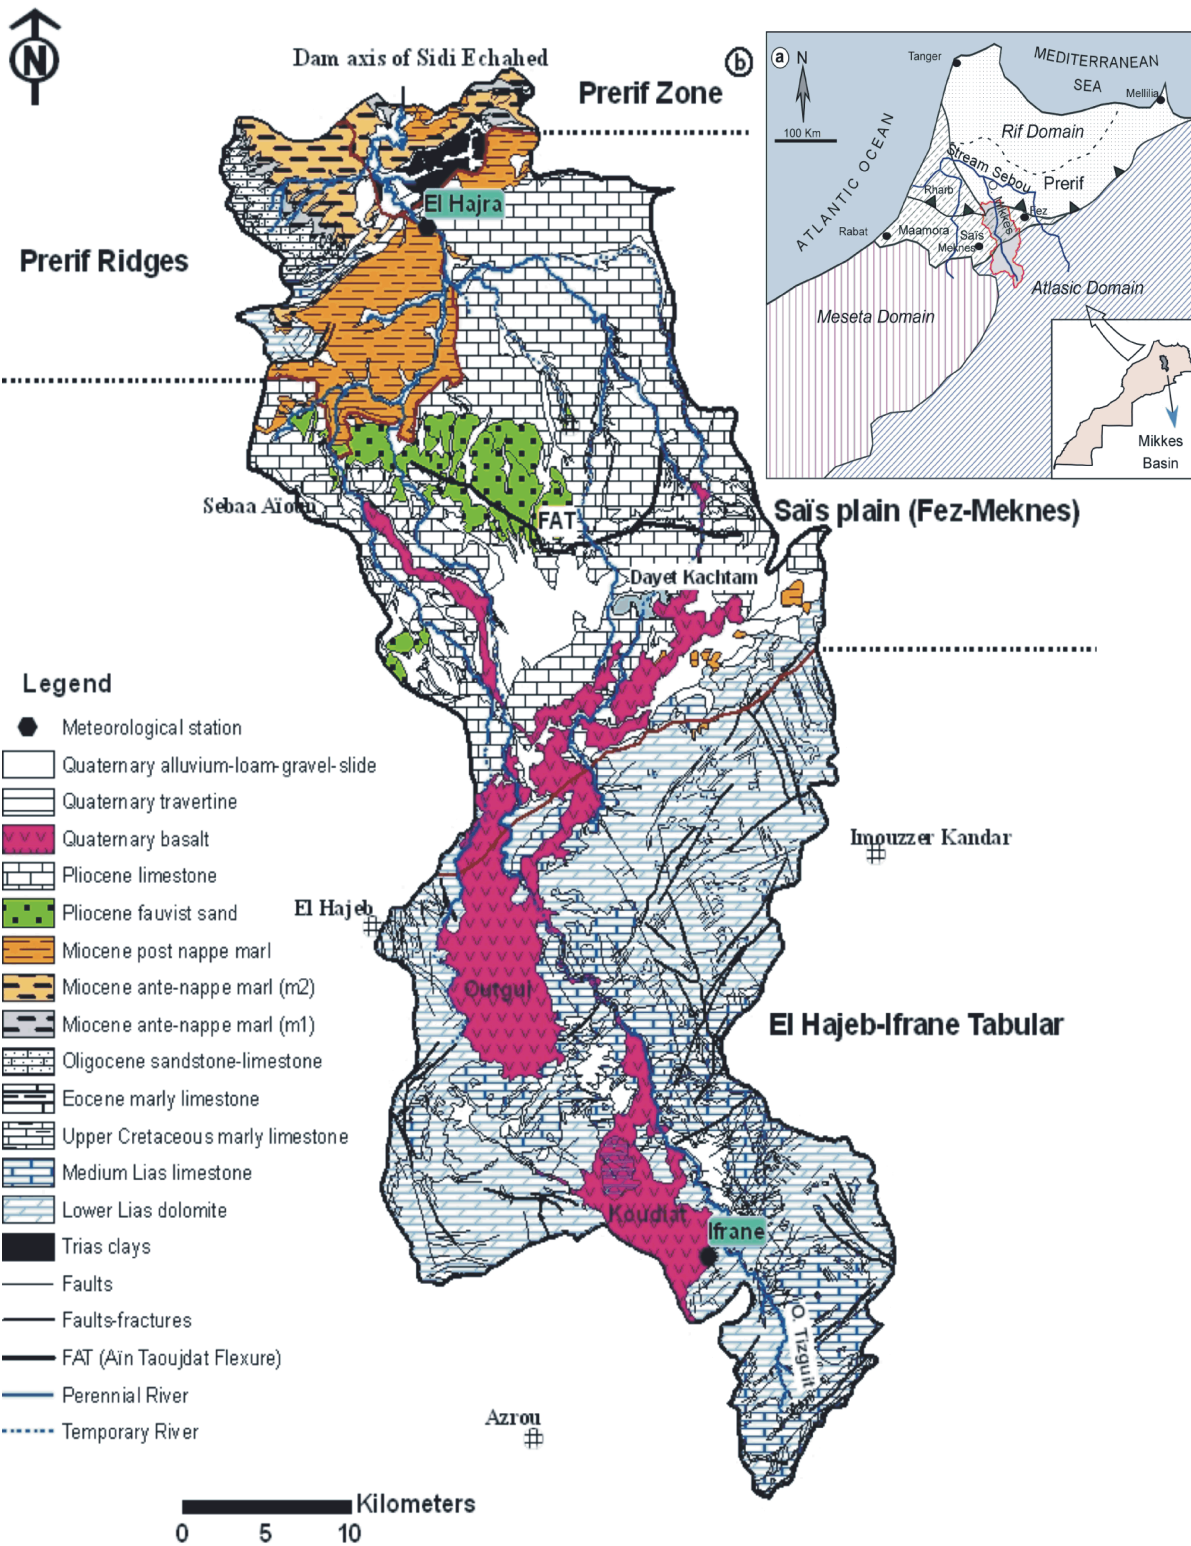 N
Dam axis of Sidi Echahed
b
Prerif Zone
El Hajra
Prerif Ridges
Sebaa Aïoun
FAT
Saïs plain (Fez-Meknes)
Dayet Kachtam
Imouzzer Kandar
El Hajeb
Outgui
El Hajeb-Ifrane Tabular
Koudiat
Ifrane
O. Tizguit
Azrou
a
N
100 Km
Tanger
MEDITERRANEAN
SEA
Mellilia
ATLANTIC OCEAN
Rif Domain
Stream Sebou
Prerif
Rharb
Mikkes
Fez
Rabat
Maamora
Saïs
Meknes
Atlasic Domain
Meseta Domain
Mikkes
Basin
Legend
Meteorological station
Quaternary alluvium-loam-gravel-slide
Quaternary travertine
Quaternary basalt
Pliocene limestone
Pliocene fauvist sand
Miocene post nappe marl
Miocene ante-nappe marl (m2)
Miocene ante-nappe marl (m1)
Oligocene sandstone-limestone
Eocene marly limestone
Upper Cretaceous marly limestone
Medium Lias limestone
Lower Lias dolomite
Trias clays
Faults
Faults-fractures
FAT (Aïn Taoujdat Flexure)
Perennial River
Temporary River
Kilometers
0 5 10